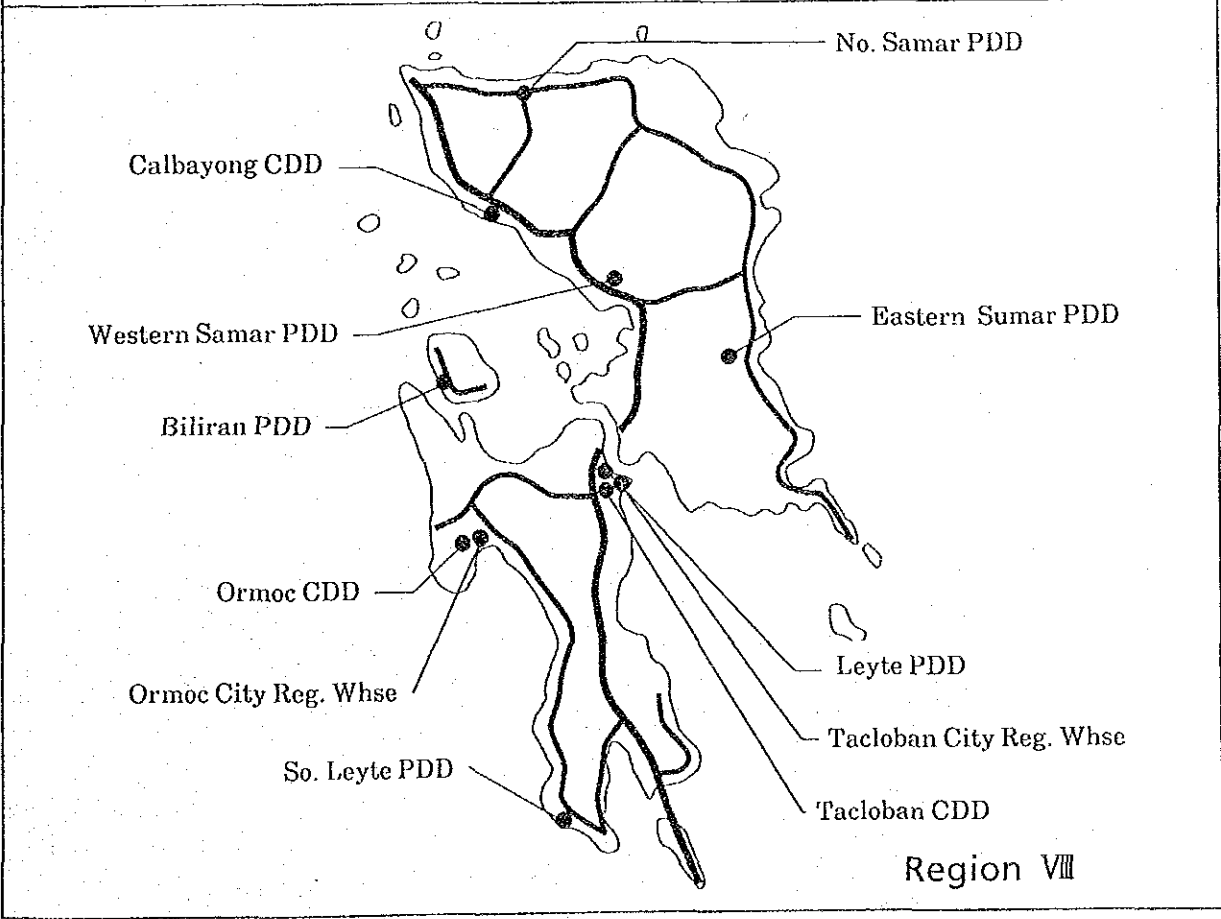 No. Samar PDD
Calbayong CDD
Western Samar PDD
Eastern Sumar PDD
Biliran PDD
Ormoc CDD
Leyte PDD
Ormoc City Reg. Whse
Tacloban City Reg. Whse
So. Leyte PDD
Tacloban CDD
Region Ⅷ